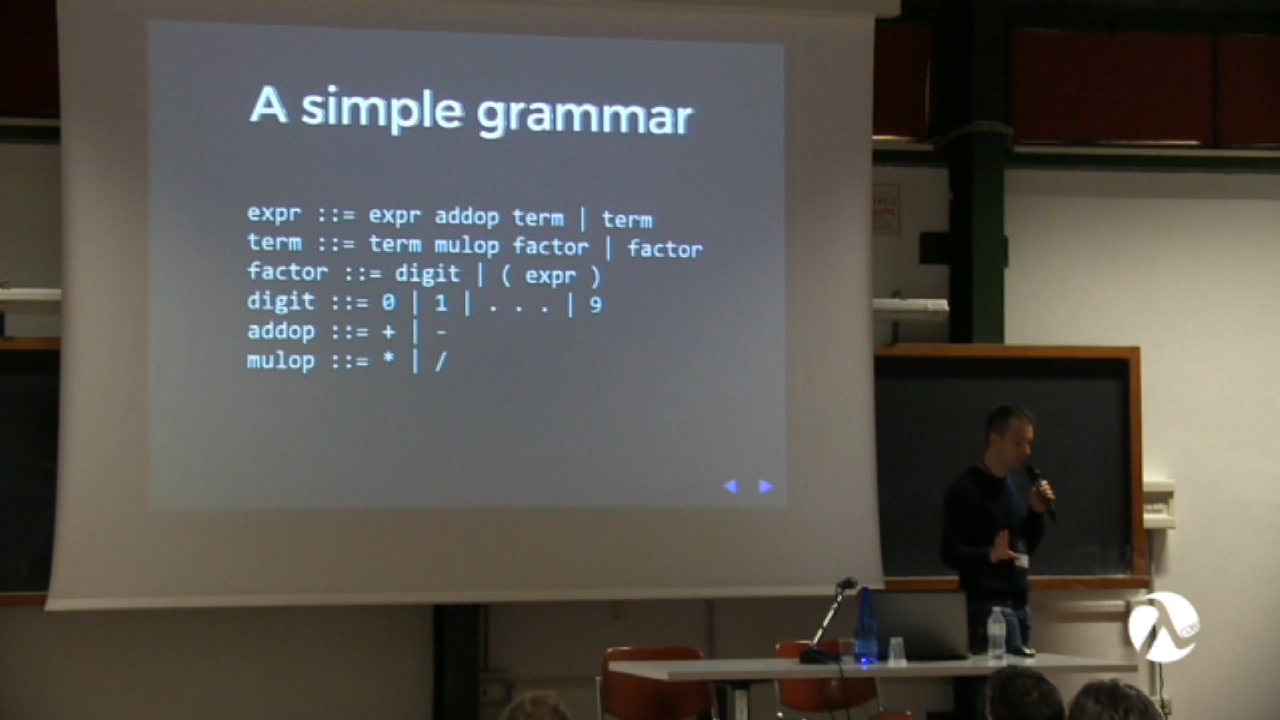 A simple grammar
expr ::= expr addop term | term
term ::= term mulop factor | factor
factor ::= digit | ( expr )
digit ::= 0 | 1 | . . . | 9
addop ::= + | -
mulop ::= * | /